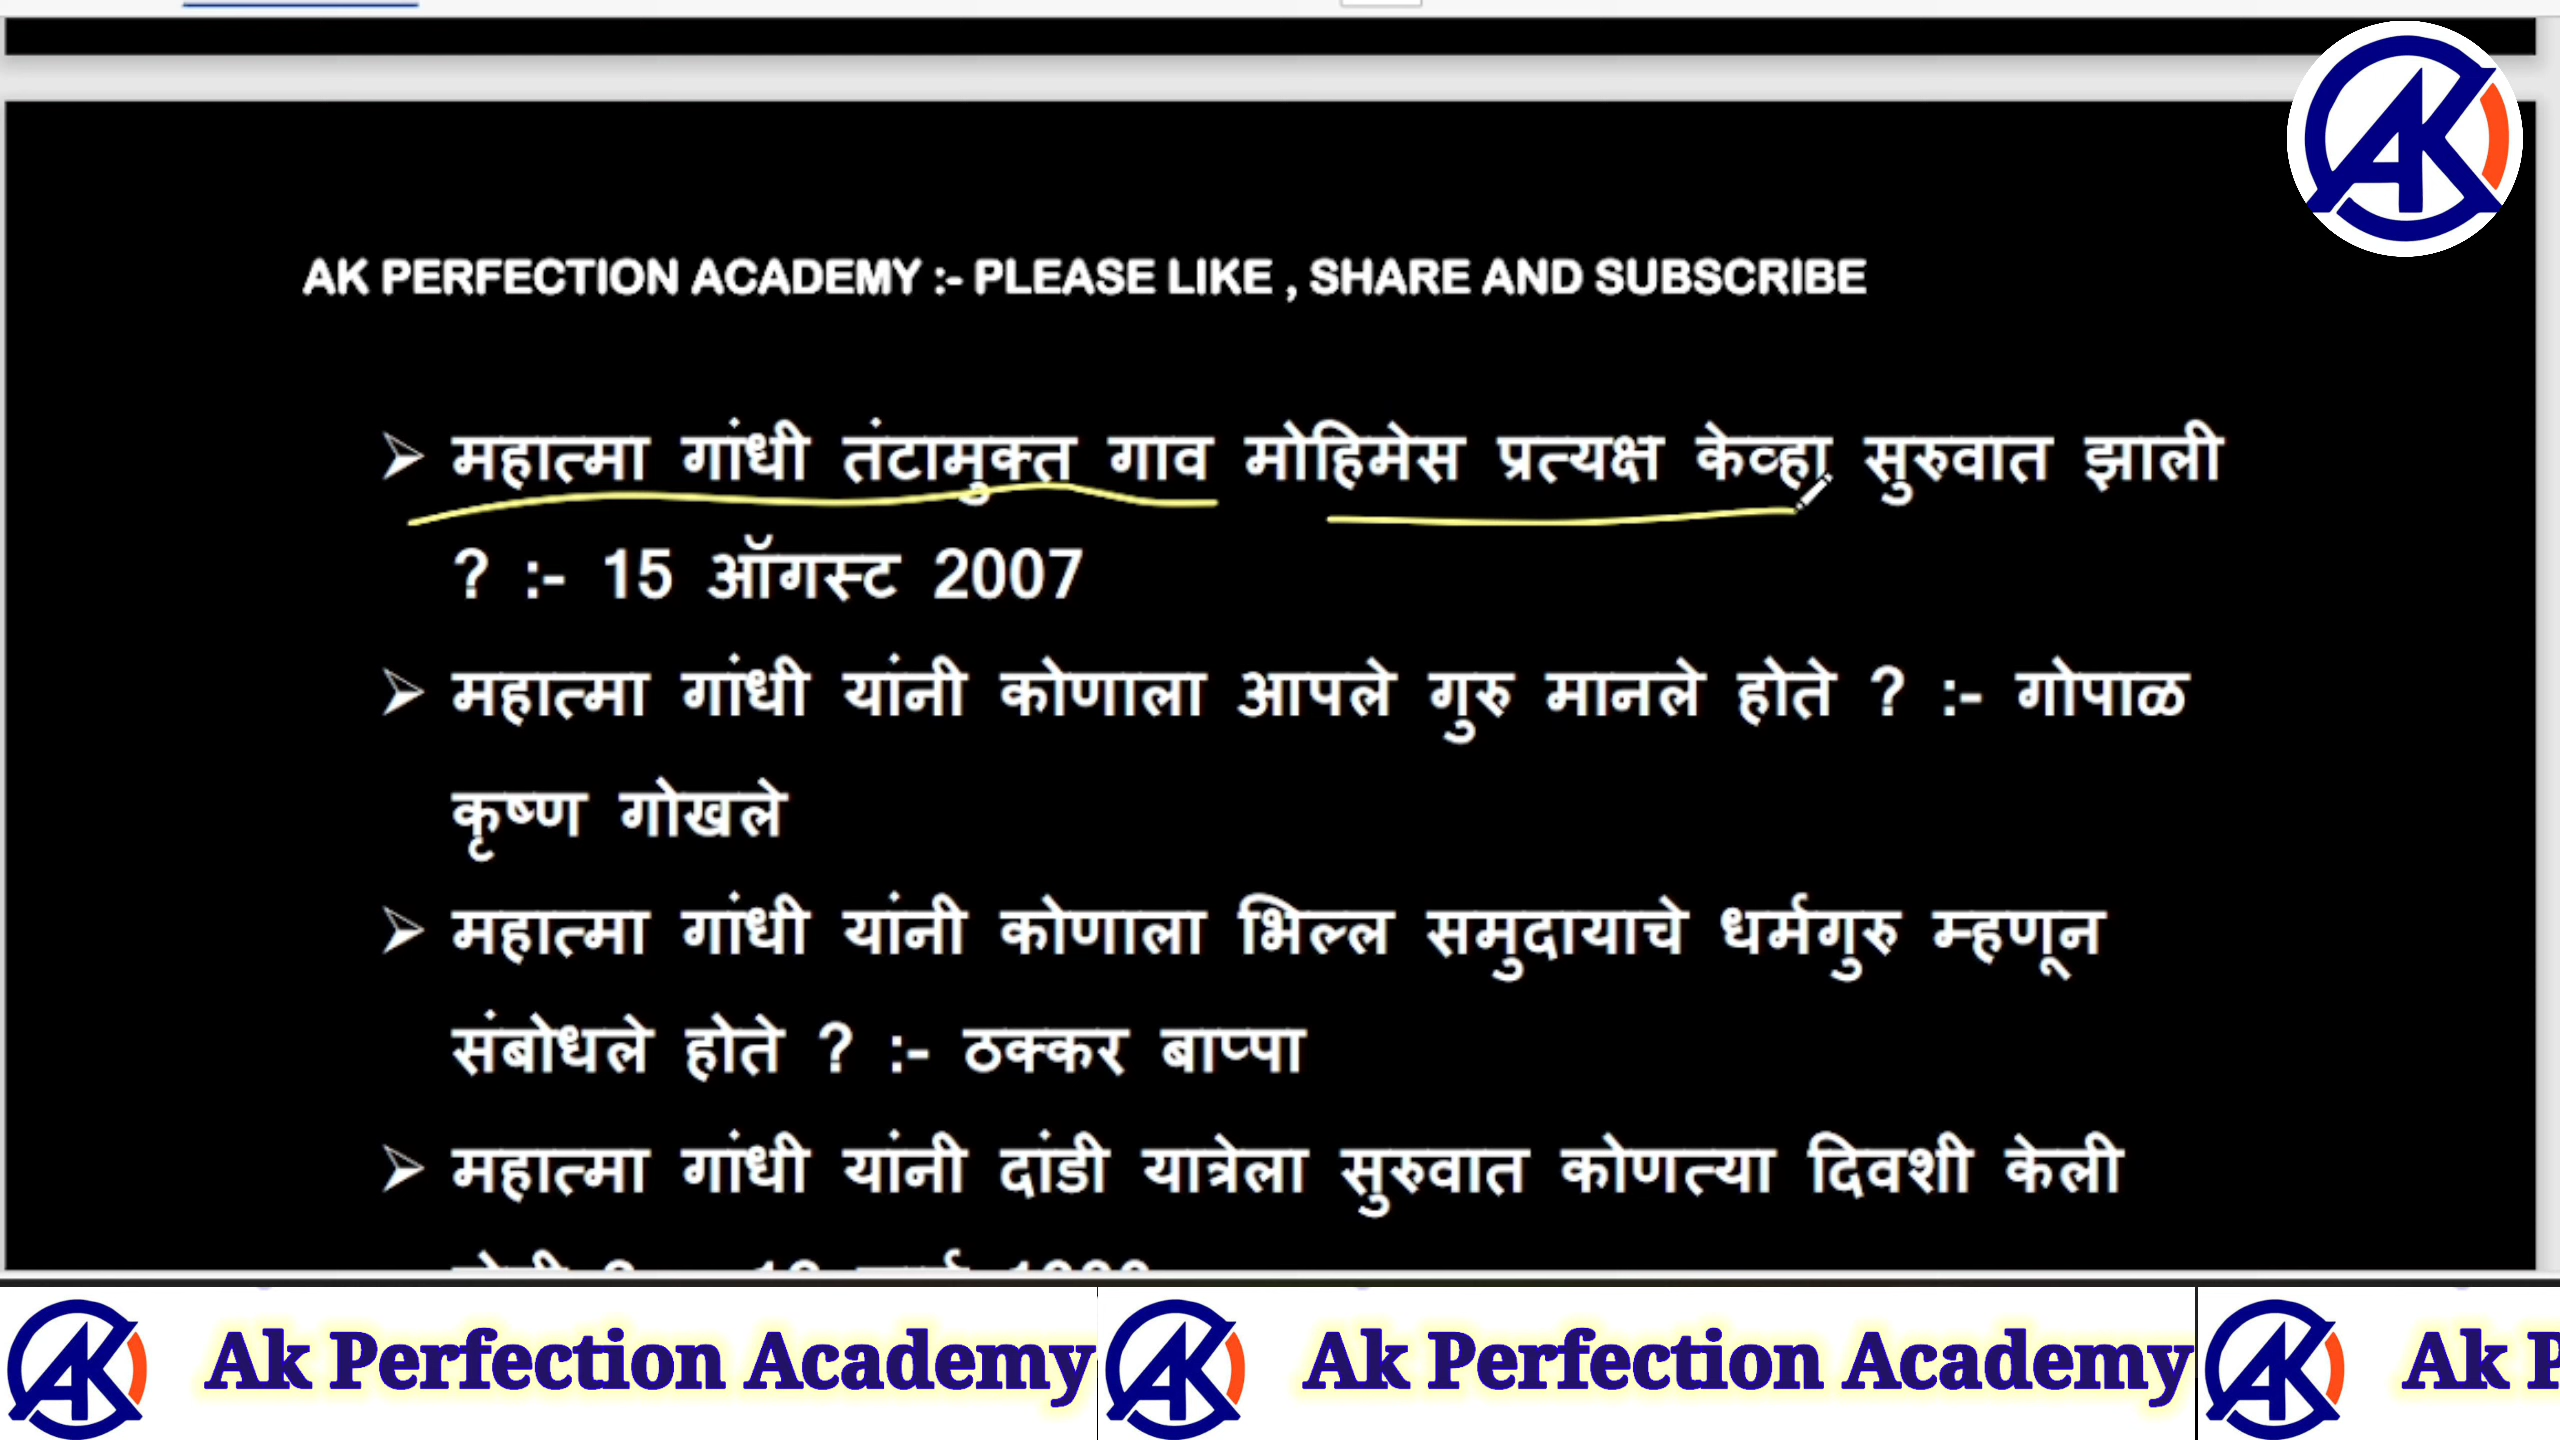 AK PERFECTION ACADEMY :- PLEASE LIKE , SHARE AND SUBSCRIBE
➢ महात्मा गांधी तंटामुक्त गाव मोहिमेस प्रत्यक्ष केव्हा सुरुवात झाली
? :- 15 ऑगस्ट 2007
➢ महात्मा गांधी यांनी कोणाला आपले गुरु मानले होते ? :- गोपाळ
कृष्ण गोखले
➢ महात्मा गांधी यांनी कोणाला भिल्ल समुदायाचे धर्मगुरु म्हणून
संबोधले होते ? :- ठक्कर बाप्पा
➢ महात्मा गांधी यांनी दांडी यात्रेला सुरुवात कोणत्या दिवशी केली
Ak Perfection Academy Ak Perfection Academy Ak P